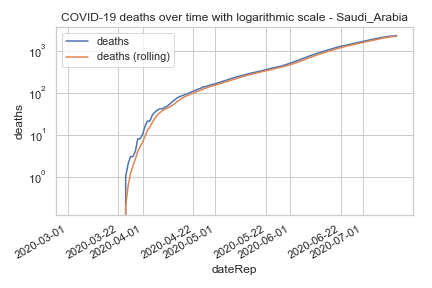 COVID-19 deaths over time with logarithmic scale - Saudi_Arabia
deaths
deaths (rolling)
10³
10²
10¹
10⁰
deaths
2020-03-01
2020-03-22
2020-04-01
2020-04-22
2020-05-01
2020-05-22
2020-06-01
2020-06-22
2020-07-01
dateRep